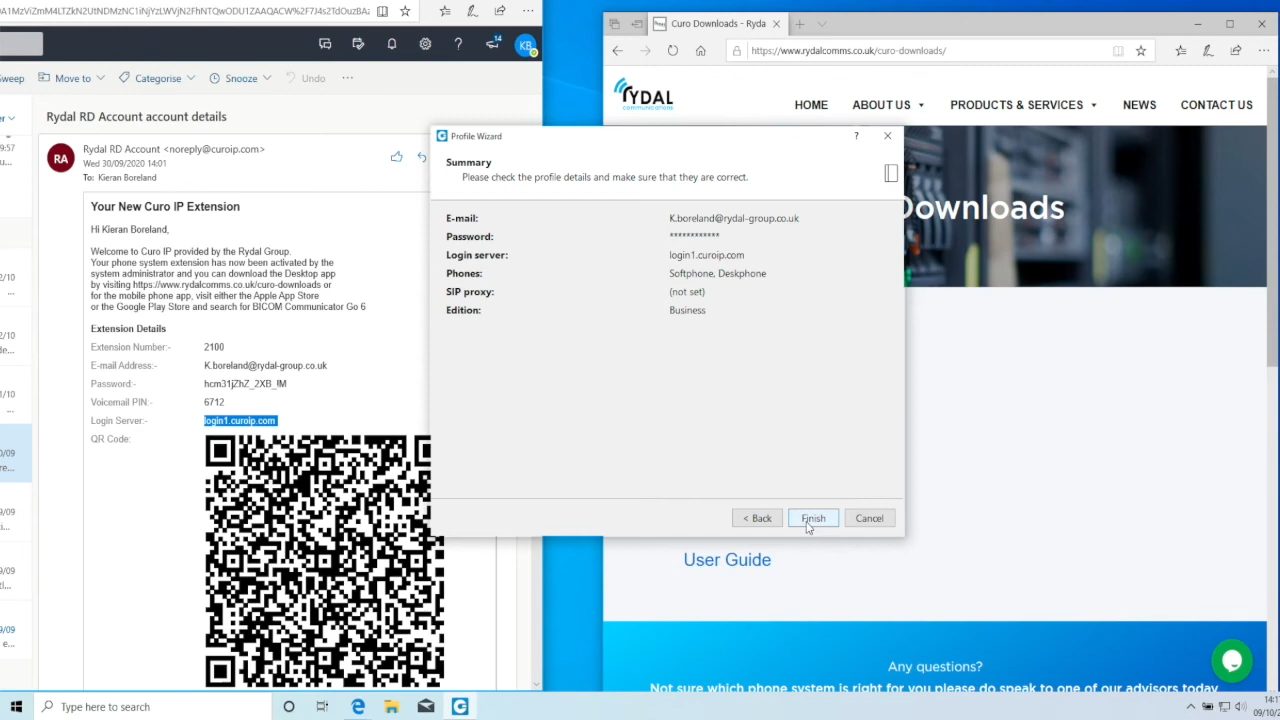 A1MzViZmM4LTZkN2UtNDMzNC1iNjYzLWVjN2FhNTQwODU1ZAAQACW%2F7J4s2TdOuzBAz
Curo Downloads - Ryda
https://www.rydalcomms.co.uk/curo-downloads/
14
KB
Sweep
Move to
Categorise
Snooze
Undo
RYDAL
communications
HOME
ABOUT US
PRODUCTS & SERVICES
NEWS
CONTACT US
Rydal RD Account account details
RA
Rydal RD Account <noreply@curoip.com>
Wed 30/09/2020 14:01
To: Kieran Boreland
Your New Curo IP Extension
Hi Kieran Boreland,
Welcome to Curo IP provided by the Rydal Group.
Your phone system extension has now been activated by the
system administrator and you can download the Desktop app
by visiting https://www.rydalcomms.co.uk/curo-downloads or
for the mobile phone app, visit either the Apple App Store
or the Google Play Store and search for BICOM Communicator Go 6
Extension Details
Extension Number:- 2100
E-mail Address:- K.boreland@rydal-group.co.uk
Password:- hcm31jZhZ_2XB_!M
Voicemail PIN:- 6712
Login Server:- login1.curoip.com
QR Code:
Profile Wizard
?
Summary
Please check the profile details and make sure that they are correct.
E-mail: K.boreland@rydal-group.co.uk
Password: ************
Login server: login1.curoip.com
Phones: Softphone, Deskphone
SIP proxy: (not set)
Edition: Business
< Back
Finish
Cancel
Downloads
User Guide
Any questions?
Not sure which phone system is right for you please do speak to one of our advisors today
Type here to search
09/10/2